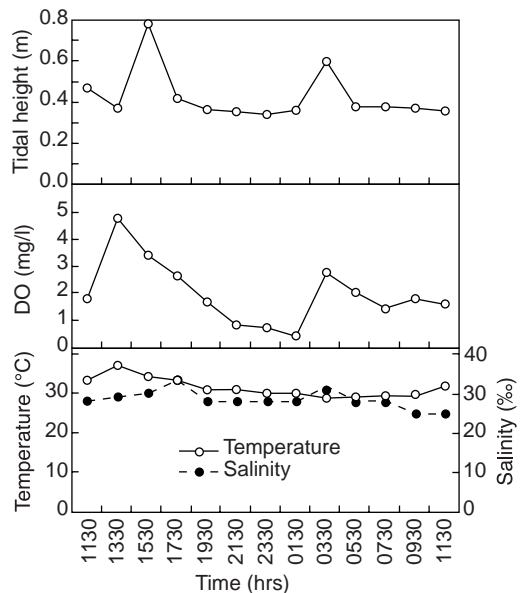 Tidal height (m)
0.8
0.6
0.4
0.2
0.0
DO (mg/l)
5
4
3
2
1
0
Temperature (°C)
30
20
10
0
Salinity (‰)
40
30
20
10
0
Temperature
Salinity
1130 1330 1530 1730 1930 2130 2330 0130 0330 0530 0730 0930 1130
Time (hrs)